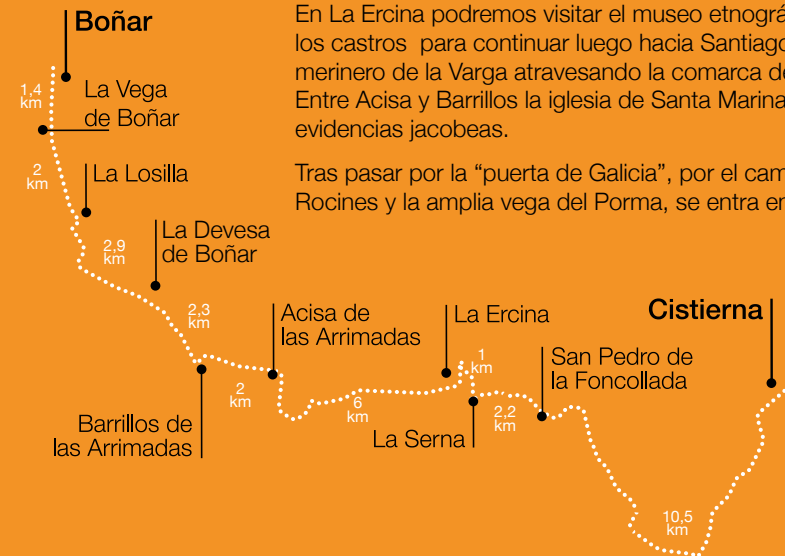 En La Ercina podremos visitar el museo etnográ
los castros para continuar luego hacia Santiago
merinero de la Varga atravesando la comarca de
Entre Acisa y Barrillos la iglesia de Santa Marina
evidencias jacobeas.
Tras pasar por la “puerta de Galicia”, por el cam
Rocines y la amplia vega del Porma, se entra en
Boñar
1,4
km
La Vega
de Boñar
2
km
La Losilla
2,9
km
La Devesa
de Boñar
2,3
km
Barrillos de
las Arrimadas
2
km
Acisa de
las Arrimadas
6
km
La Ercina
1
km
La Serna
2,2
km
San Pedro de
la Foncollada
10,5
km
Cistierna